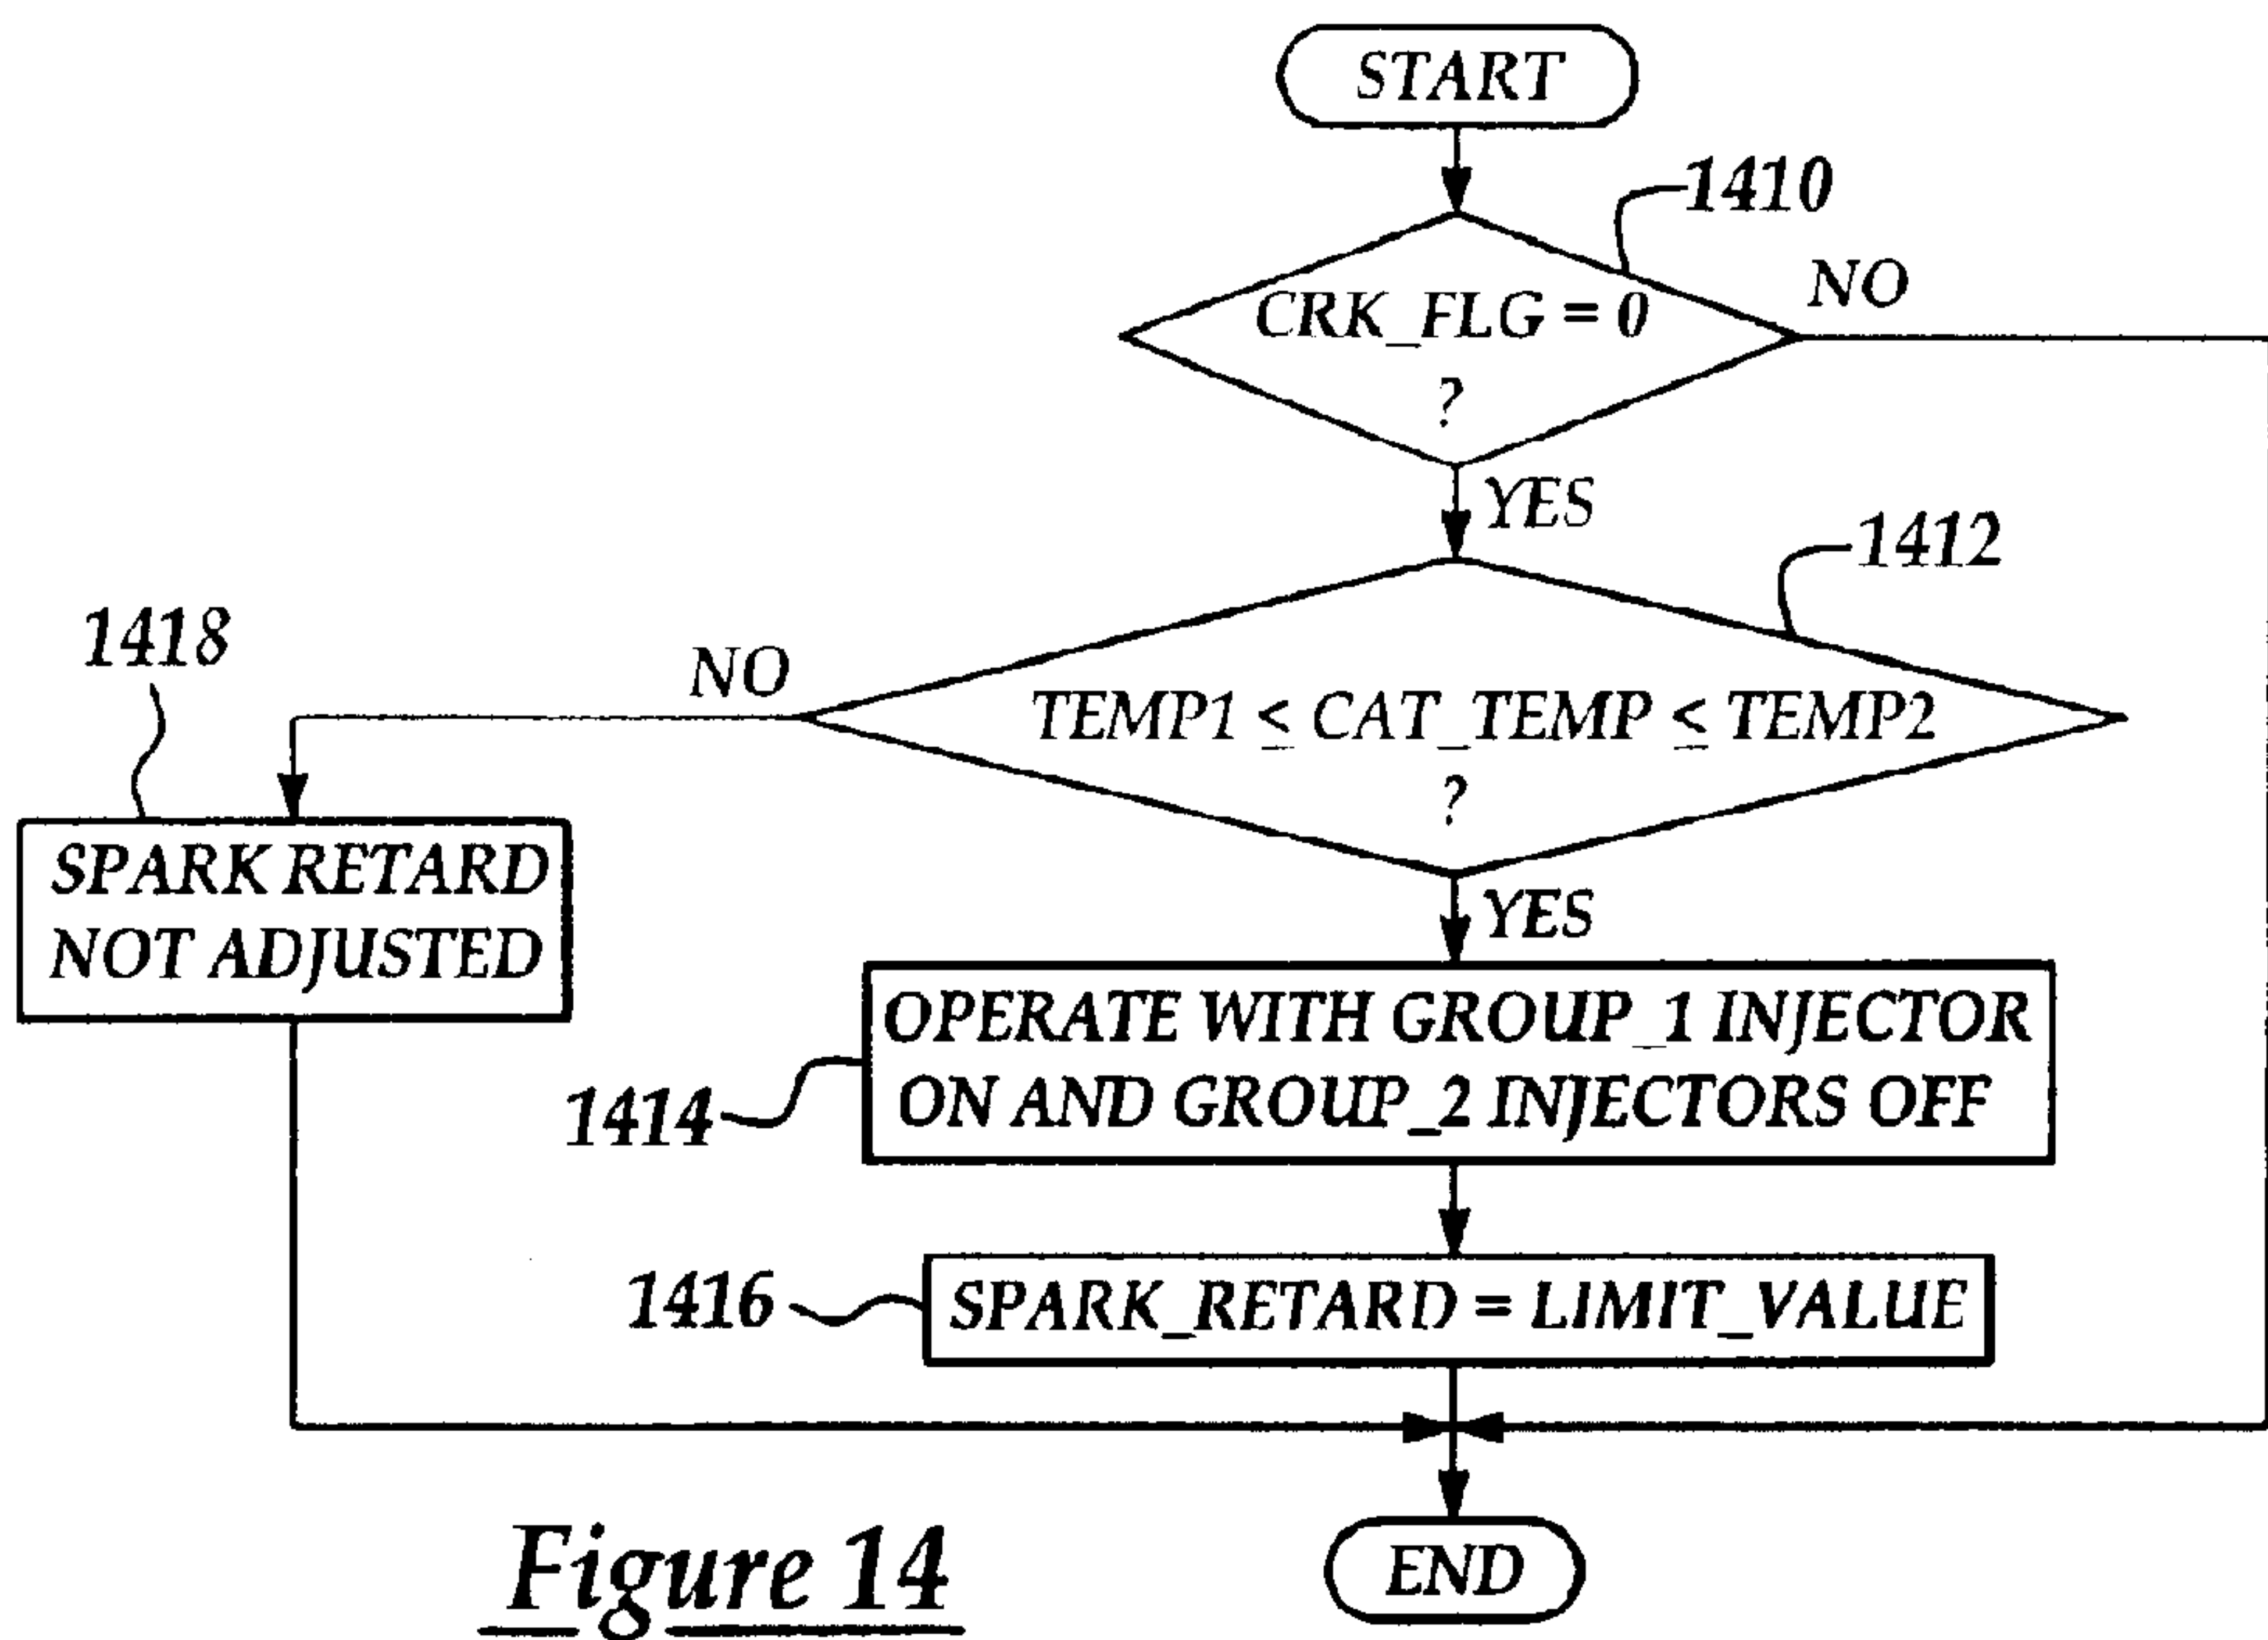 START
1410
CRK_FLG = 0
?
NO
YES
1412
TEMP1 ≤ CAT_TEMP ≤ TEMP2
?
NO
1418
SPARK RETARD
NOT ADJUSTED
YES
OPERATE WITH GROUP_1 INJECTOR
ON AND GROUP_2 INJECTORS OFF
1414
SPARK_RETARD = LIMIT_VALUE
1416
END
Figure 14